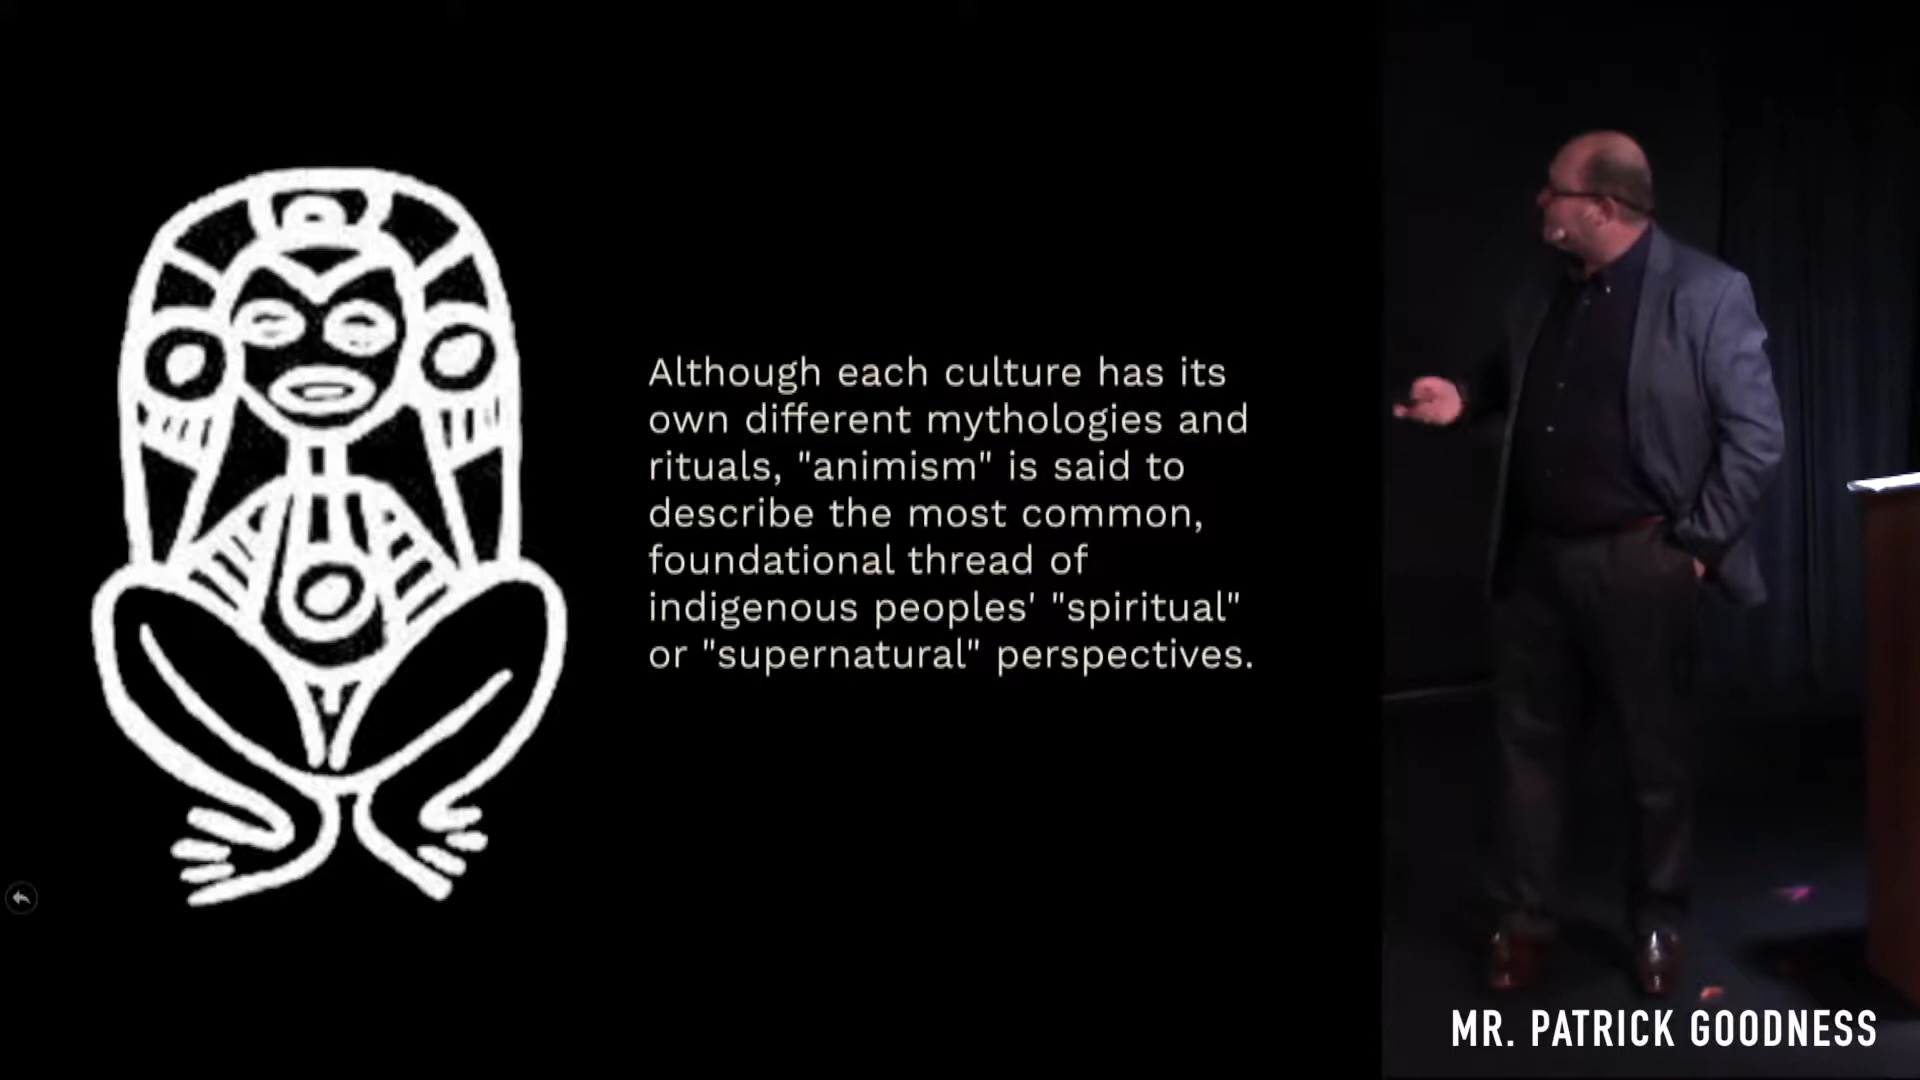 Although each culture has its
own different mythologies and
rituals, "animism" is said to
describe the most common,
foundational thread of
indigenous peoples' "spiritual"
or "supernatural" perspectives.
MR. PATRICK GOODNESS